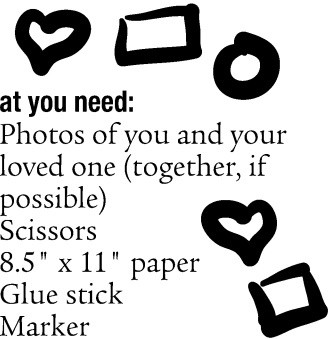 at you need:
Photos of you and your
loved one (together, if
possible)
Scissors
8.5" x 11" paper
Glue stick
Marker